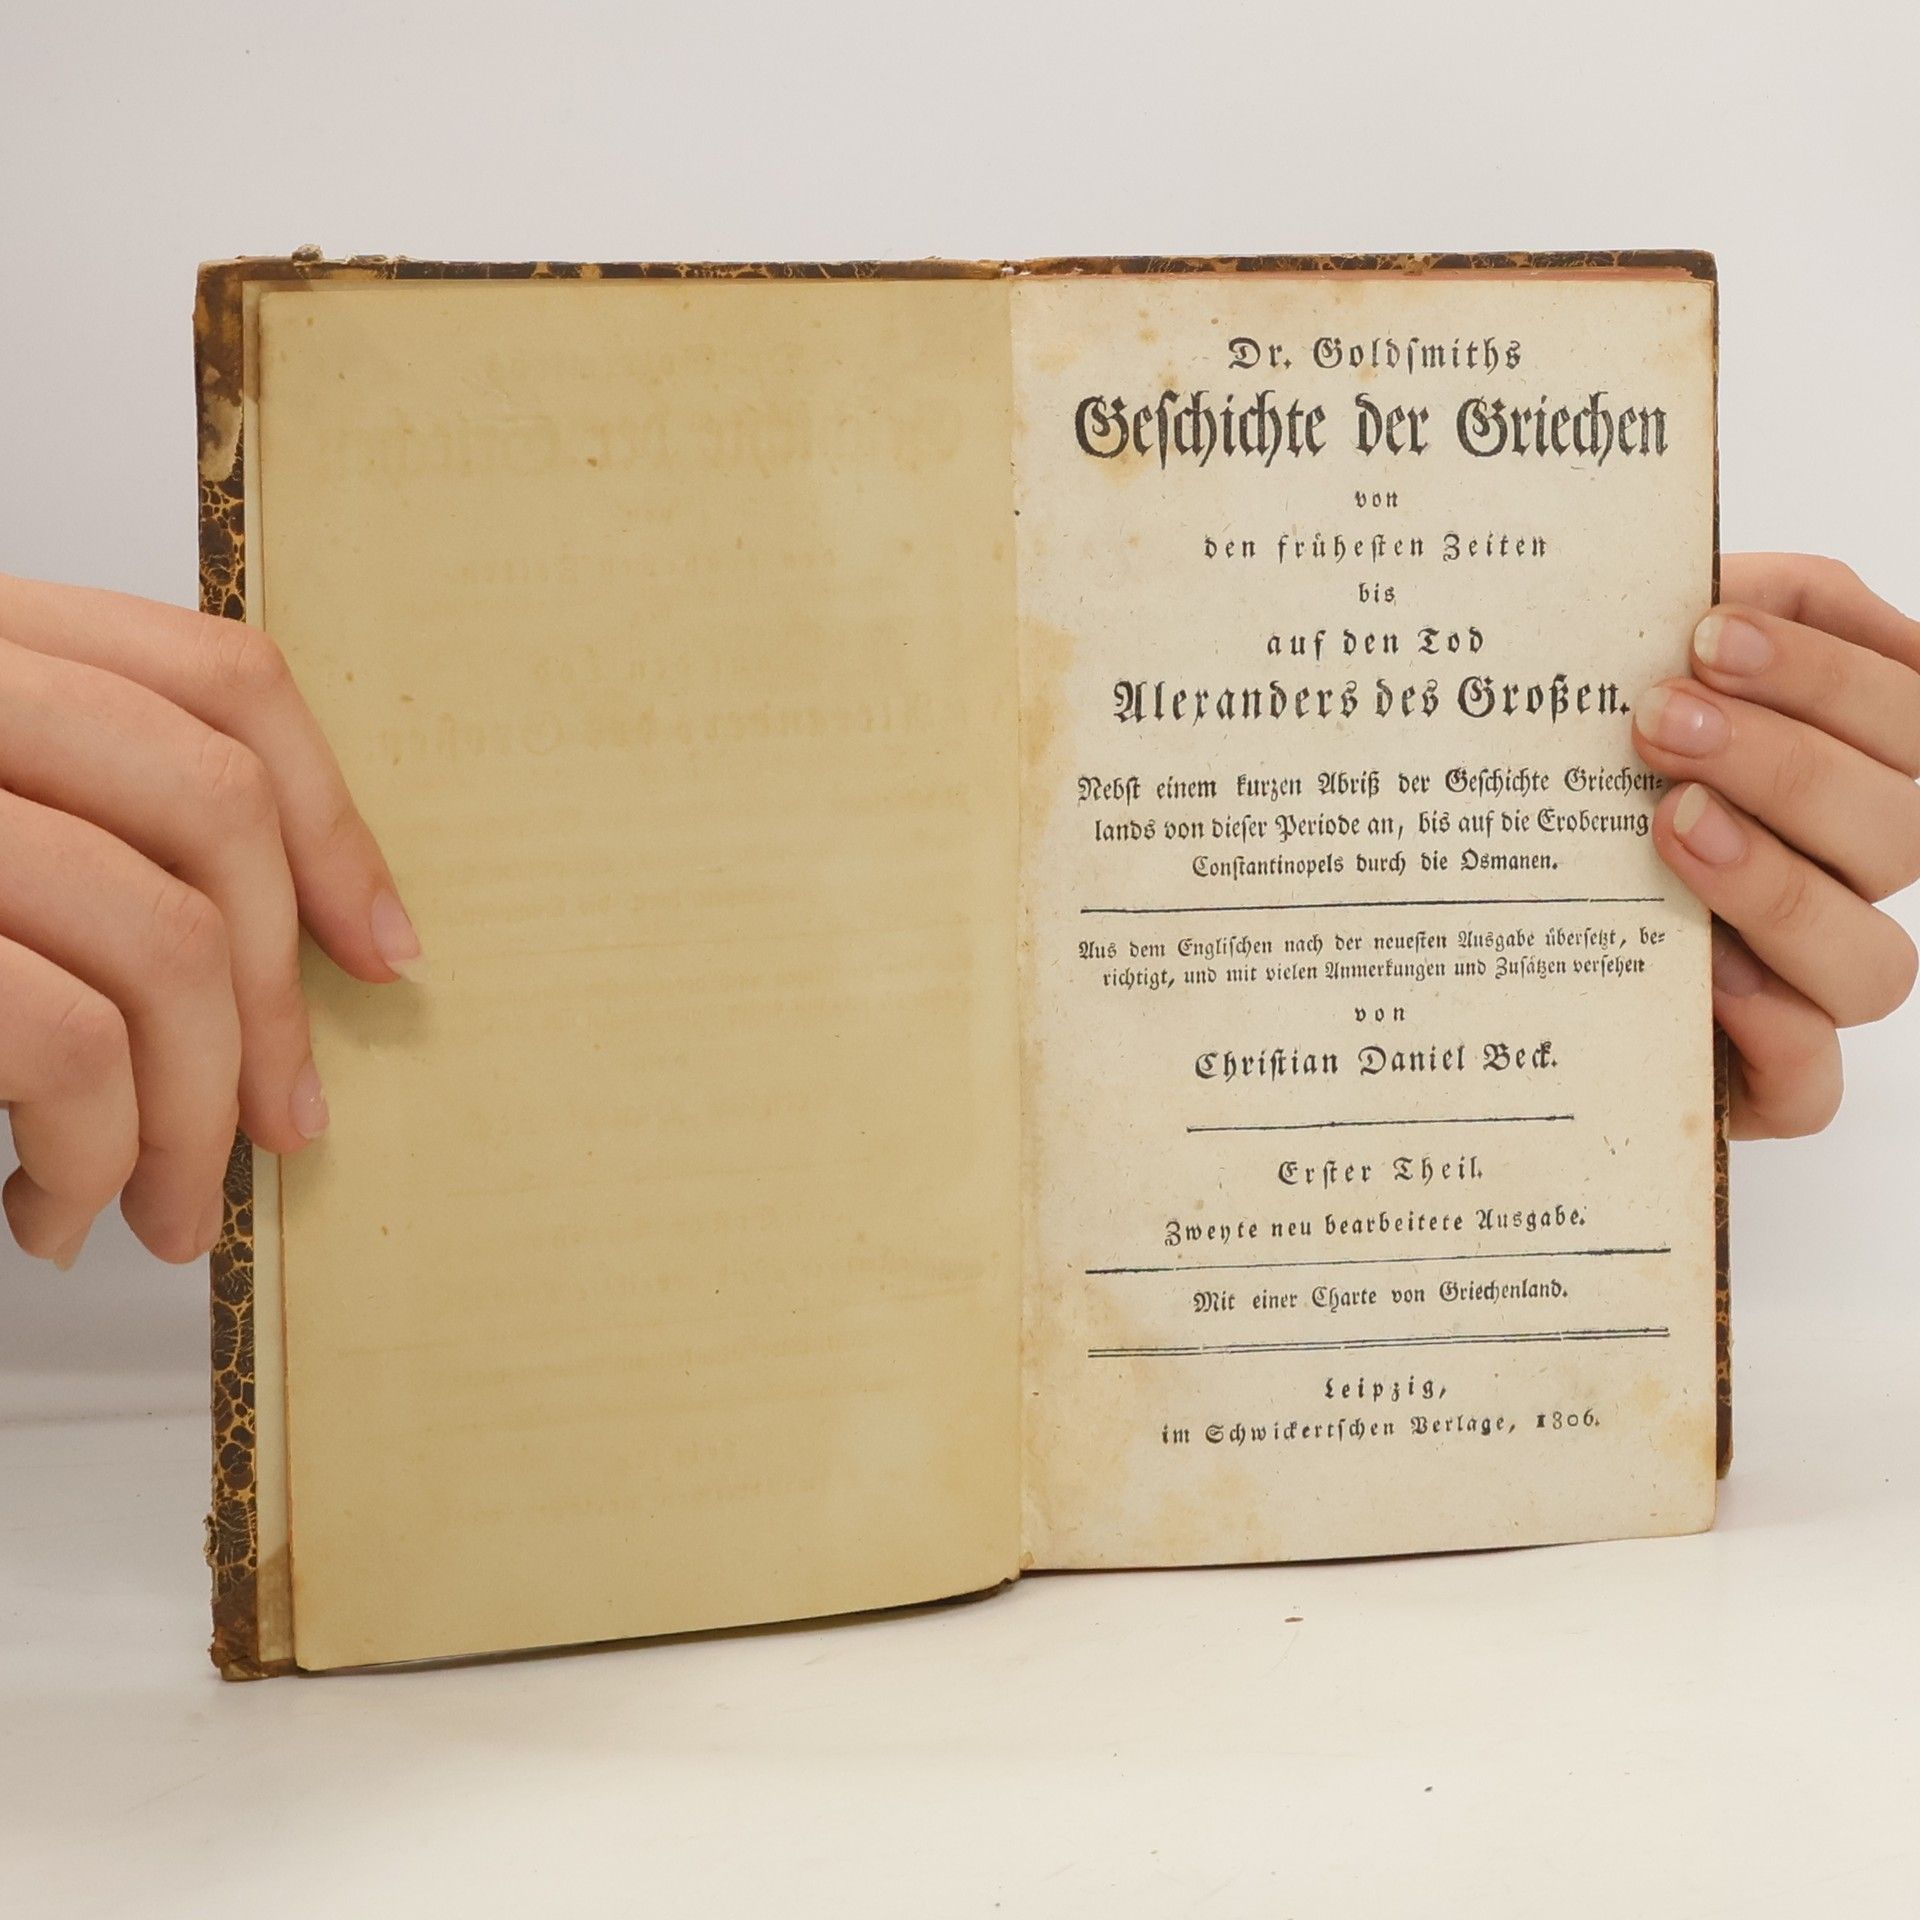 Dr. Goldſmiths
Geſchichte der Griechen
von
den früheſten Zeiten
bis
auf den Tod
Alexanders des Großen.
Nebſt einem kurzen Abriß der Geſchichte Griechen⸗
lands von dieſer Periode an, bis auf die Eroberung
Conſtantinopels durch die Osmanen.
Aus dem Engliſchen nach der neueſten Ausgabe überſetzt, be⸗
richtigt, und mit vielen Anmerkungen und Zuſätzen verſehen
von
Chriſtian Daniel Beck.
Erſter Theil.
Zweyte neu bearbeitete Ausgabe.
Mit einer Charte von Griechenland.
Leipzig,
im Schwickertſchen Verlage, 1806.